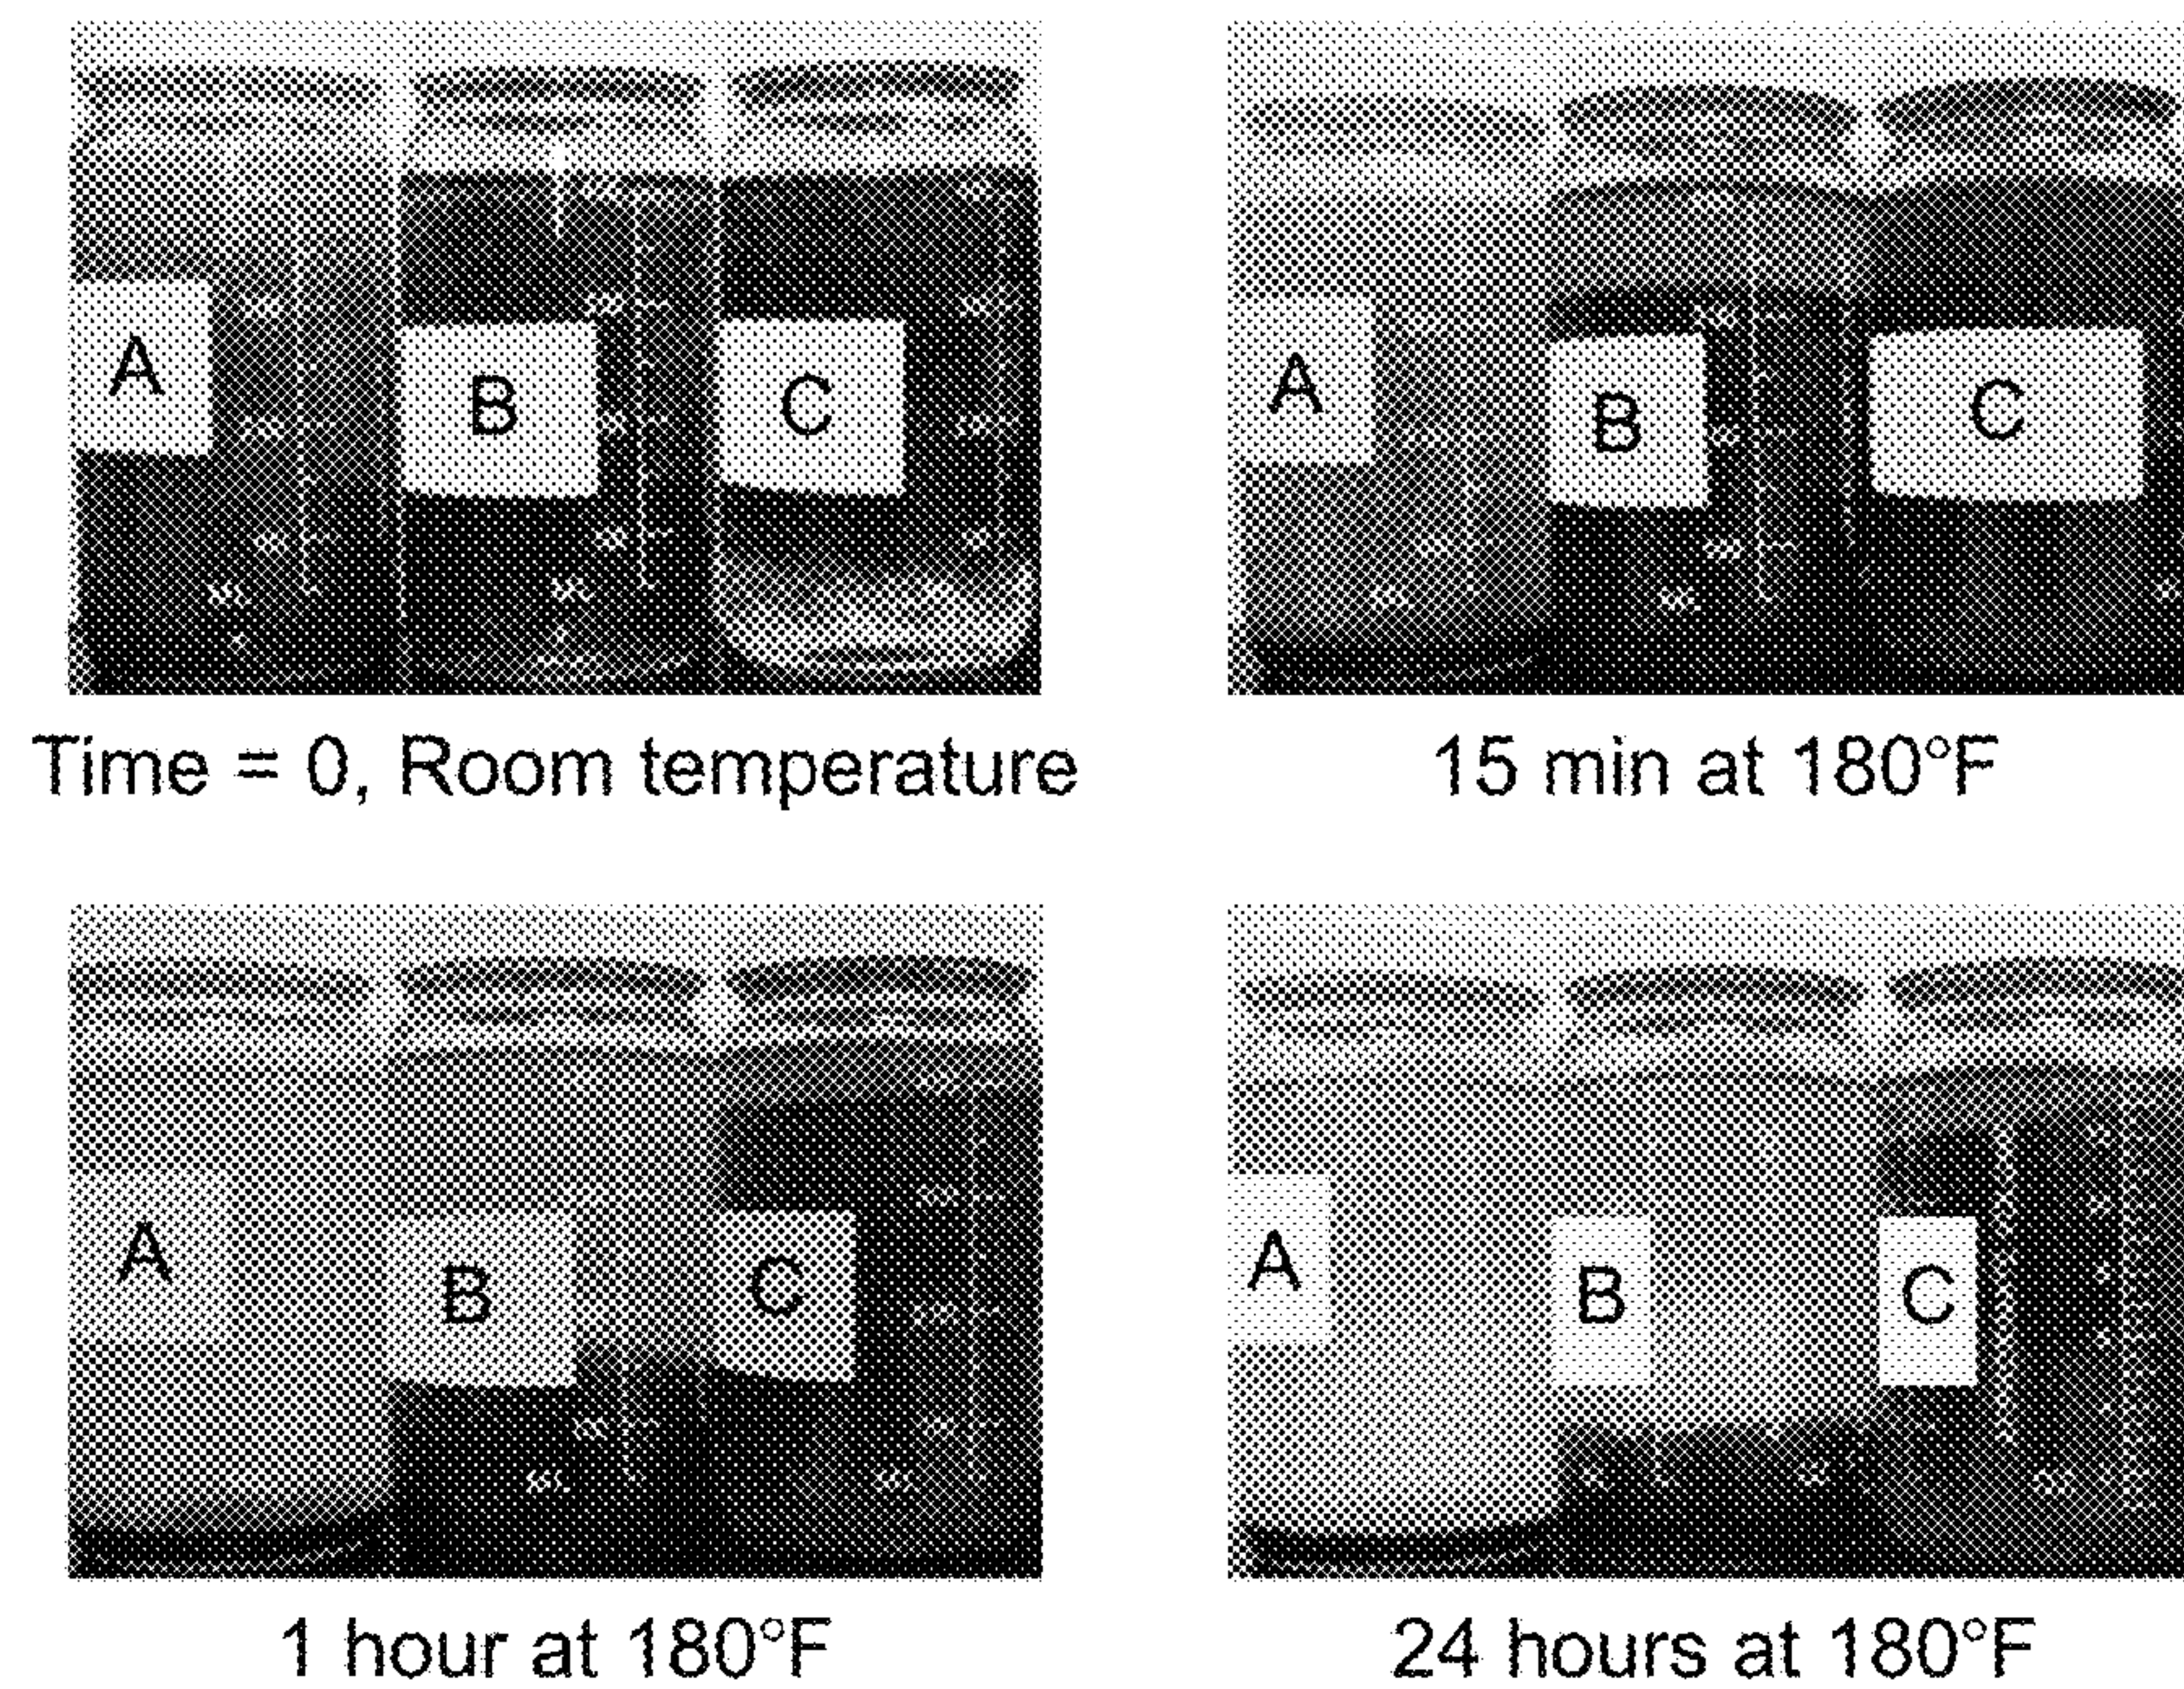 A B C
Time = 0, Room temperature
A B C
15 min at 180°F
A B C
1 hour at 180°F
A B C
24 hours at 180°F